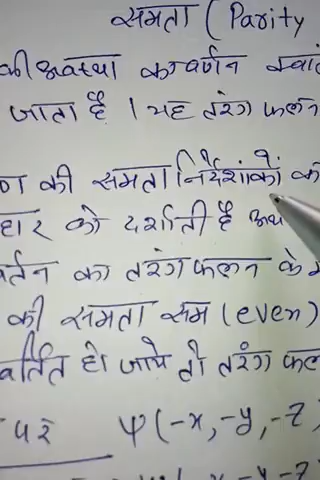 समता (Parity
की अवस्था का वर्णन क्वां
जाता है । यह तरंग फलन
ण की समता निर्देशांकों के
हार को दर्शाती है अथ
र्तन का तरंग फलन के
की समता सम (even)
वर्तित हो जाये तो तरंग फल
पर ψ(-x, -y, -z)